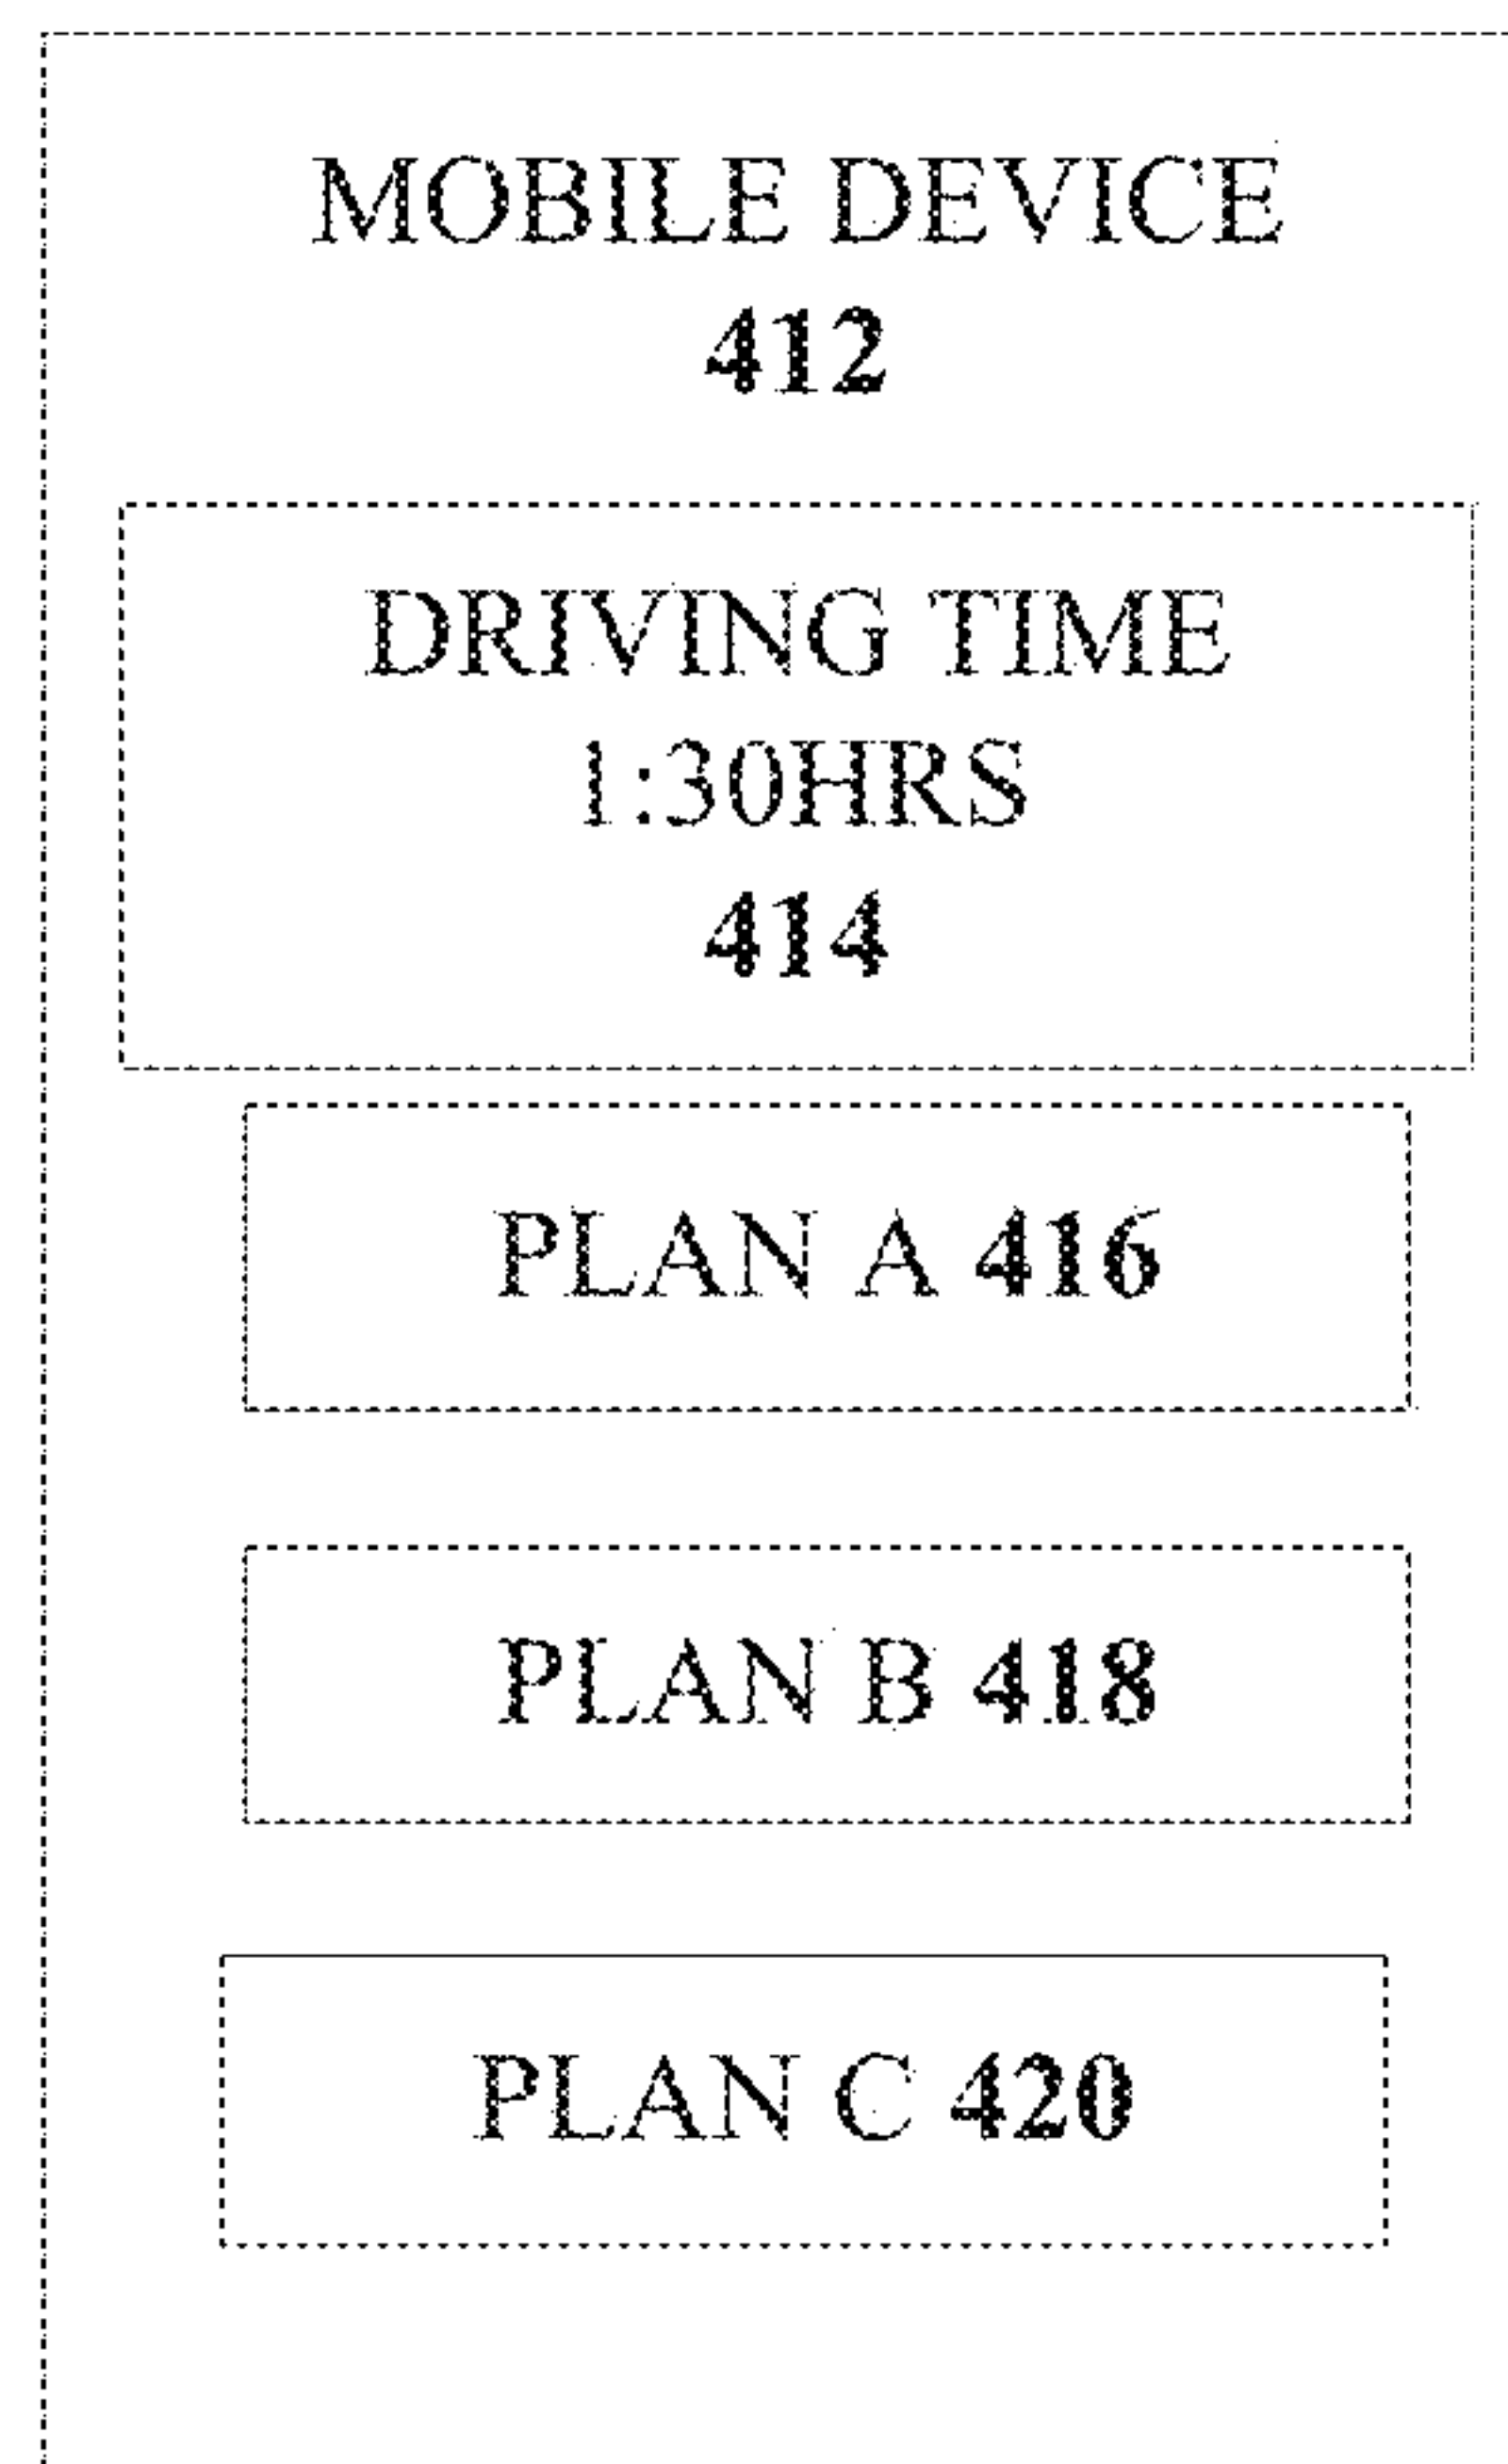 MOBILE DEVICE
412
DRIVING TIME
1:30HRS
414
PLAN A 416
PLAN B 418
PLAN C 420